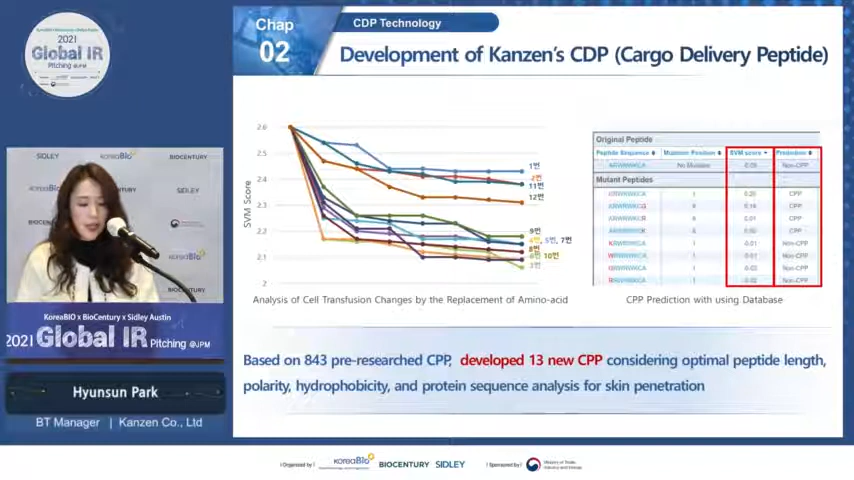 KoreaBIO x BioCentury x Sidley Austin
2021
Global IR
Pitching @JPM
Chap
02
CDP Technology
Development of Kanzen's CDP (Cargo Delivery Peptide)
SVM Score
2.6
2.5
2.4
2.3
2.2
2.1
2
1번
2번
11번
12번
9번
7번
8번
10번
3번
Analysis of Cell Transfusion Changes by the Replacement of Amino-acid
Original Peptide
Peptide Sequence
Mutation Position
SVM score
Prediction
No Mutation
Non-CPP
Mutant Peptides
CPP
CPP
CPP
CPP
Non-CPP
Non-CPP
Non-CPP
Non-CPP
CPP Prediction with using Database
Based on 843 pre-researched CPP, developed 13 new CPP considering optimal peptide length,
polarity, hydrophobicity, and protein sequence analysis for skin penetration
SIDLEY
koreaBio
BIOCENTURY
BIOCENTURY
SIDLEY
koreaBio
KoreaBIO x BioCentury x Sidley Austin
2021 Global IR Pitching @JPM
Hyunsun Park
BT Manager | Kanzen Co., Ltd
| Organized by | koreaBio BIOCENTURY SIDLEY | Sponsored by | Ministry of Trade, Industry and Energy